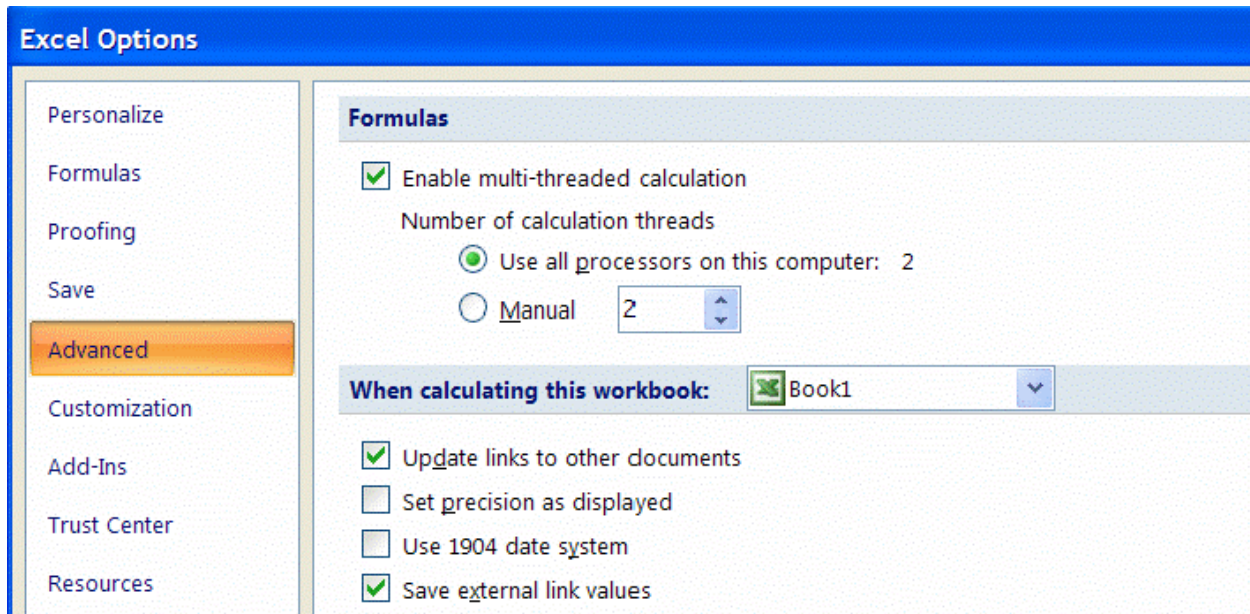 Excel Options
Personalize
Formulas
Proofing
Save
Advanced
Customization
Add-Ins
Trust Center
Resources
Formulas
Enable multi-threaded calculation
Number of calculation threads
Use all processors on this computer: 2
Manual 2
When calculating this workbook: Book1
Update links to other documents
Set precision as displayed
Use 1904 date system
Save external link values